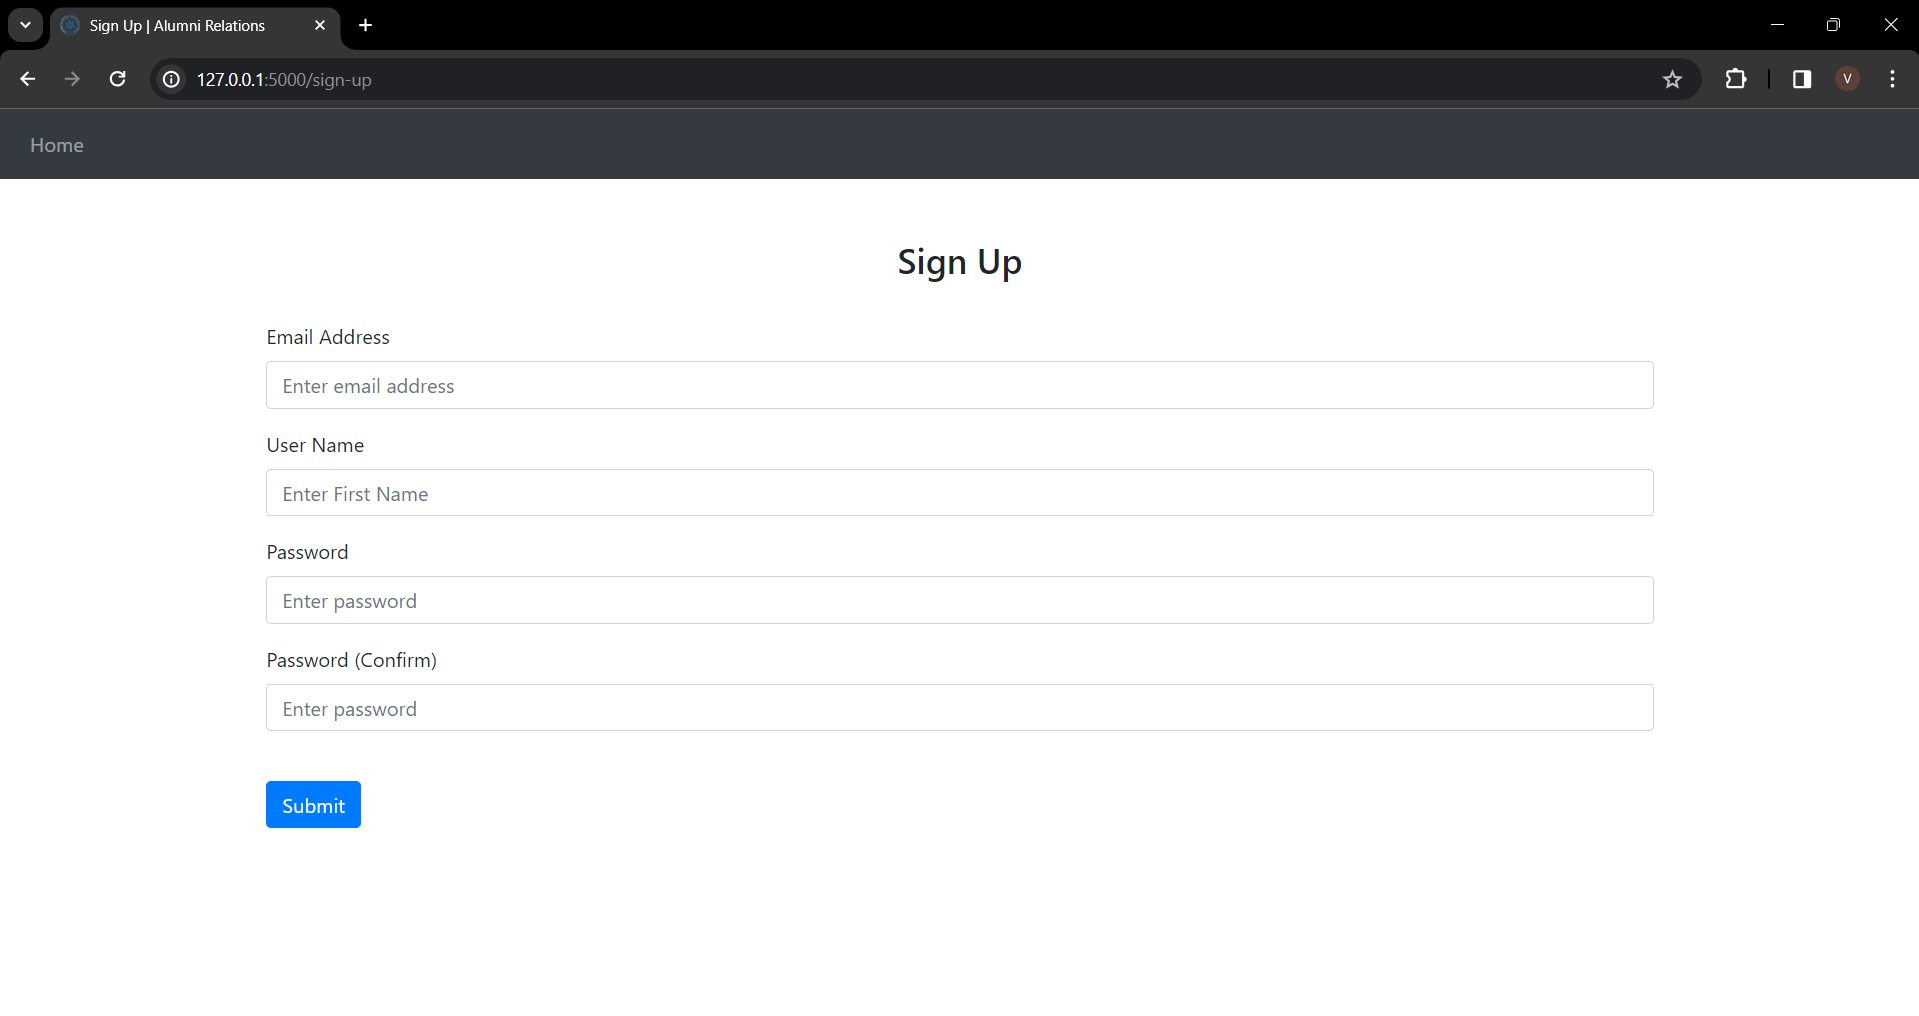 Sign Up | Alumni Relations
127.0.0.1:5000/sign-up
V
Home
Sign Up
Email Address
Enter email address
User Name
Enter First Name
Password
Enter password
Password (Confirm)
Enter password
Submit